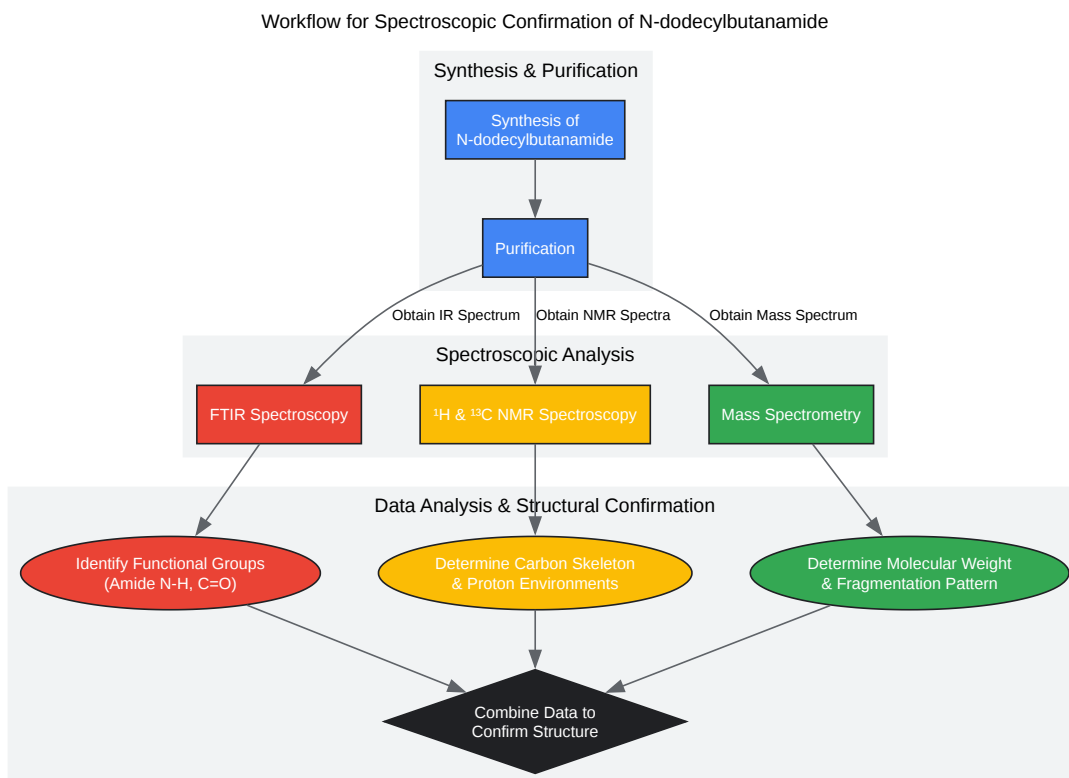 Workflow for Spectroscopic Confirmation of N-dodecylbutanamide
Synthesis & Purification
Synthesis of
N-dodecylbutanamide
Purification
Obtain IR Spectrum
Obtain NMR Spectra
Obtain Mass Spectrum
Spectroscopic Analysis
FTIR Spectroscopy
¹H & ¹³C NMR Spectroscopy
Mass Spectrometry
Data Analysis & Structural Confirmation
Identify Functional Groups
(Amide N-H, C=O)
Determine Carbon Skeleton
& Proton Environments
Determine Molecular Weight
& Fragmentation Pattern
Combine Data to
Confirm Structure